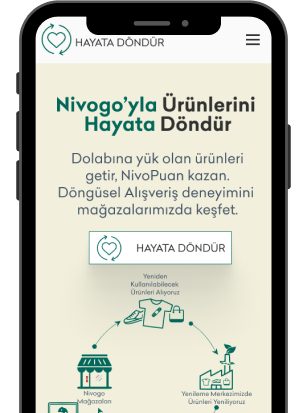 HAYATA DÖNDÜR
Nivogo'yla Ürünlerini
Hayata Döndür
Dolabına yük olan ürünleri
getir, NivoPuan kazan.
Döngüsel Alışveriş deneyimini
mağazalarımızda keşfet.
HAYATA DÖNDÜR
Yeniden
Kullanılabilecek
Ürünleri Alıyoruz
Nivogo
Mağazaları
Yenileme Merkezimizde
Ürünleri Yeniliyoruz